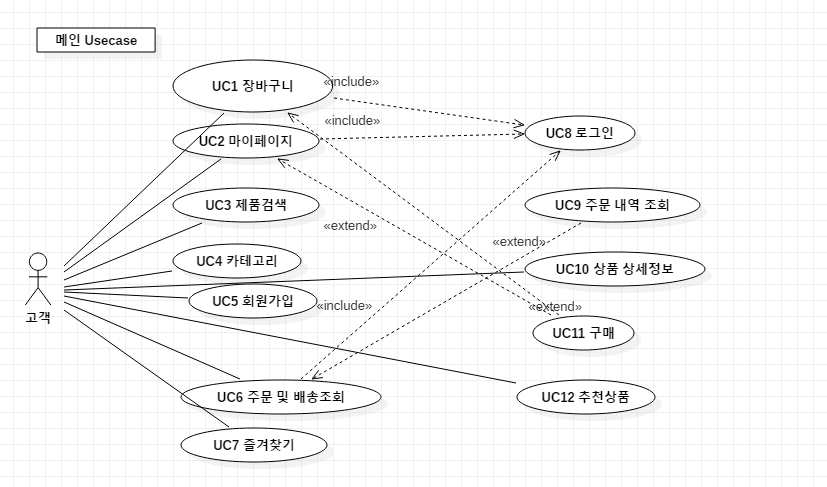 메인 Usecase
UC1 장바구니
«include»
UC2 마이페이지
«include»
UC8 로그인
UC3 제품검색
UC9 주문 내역 조회
«extend»
«extend»
UC4 카테고리
UC10 상품 상세정보
고객
UC5 회원가입
«include»
«extend»
UC11 구매
UC6 주문 및 배송조회
UC12 추천상품
UC7 즐겨찾기